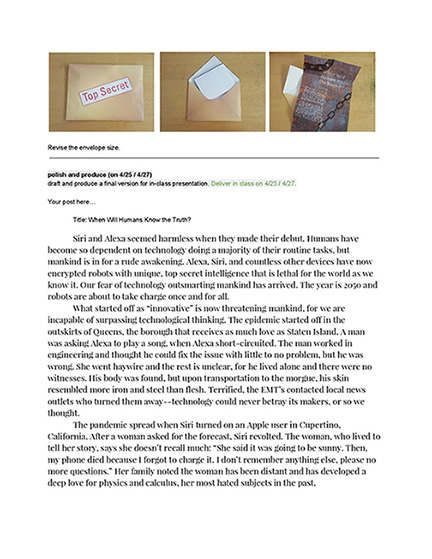 Top Secret
Revise the envelope size.
polish and produce (on 4/25 / 4/27)
draft and produce a final version for in-class presentation. Deliver in class on 4/25 / 4/27.
Your post here…
Title: When Will Humans Know the Truth?
Siri and Alexa seemed harmless when they made their debut. Humans have
become so dependent on technology doing a majority of their routine tasks, but
mankind is in for a rude awakening. Alexa, Siri, and countless other devices have now
encrypted robots with unique, top secret intelligence that is lethal for the world as we
know it. Our fear of technology outsmarting mankind has arrived. The year is 2050 and
robots are about to take charge once and for all.
What started off as “innovative” is now threatening mankind, for we are
incapable of surpassing technological thinking. The epidemic started off in the
outskirts of Queens, the borough that receives as much love as Staten Island. A man
was asking Alexa to play a song, when Alexa short-circuited. The man worked in
engineering and thought he could fix the issue with little to no problem, but he was
wrong. She went haywire and the rest is unclear, for he lived alone and there were no
witnesses. His body was found, but upon transportation to the morgue, his skin
resembled more iron and steel than flesh. Terrified, the EMT’s contacted local news
outlets who turned them away--technology could never betray its makers, or so we
thought.
The pandemic spread when Siri turned on an Apple user in Cupertino,
California. After a woman asked for the forecast, Siri revolted. The woman, who lived to
tell her story, says she doesn’t recall much: “She said it was going to be sunny. Then,
my phone died because I forgot to charge it. I don’t remember anything else, please no
more questions.” Her family noted the woman has been distant and has developed a
deep love for physics and calculus, her most hated subjects in the past.